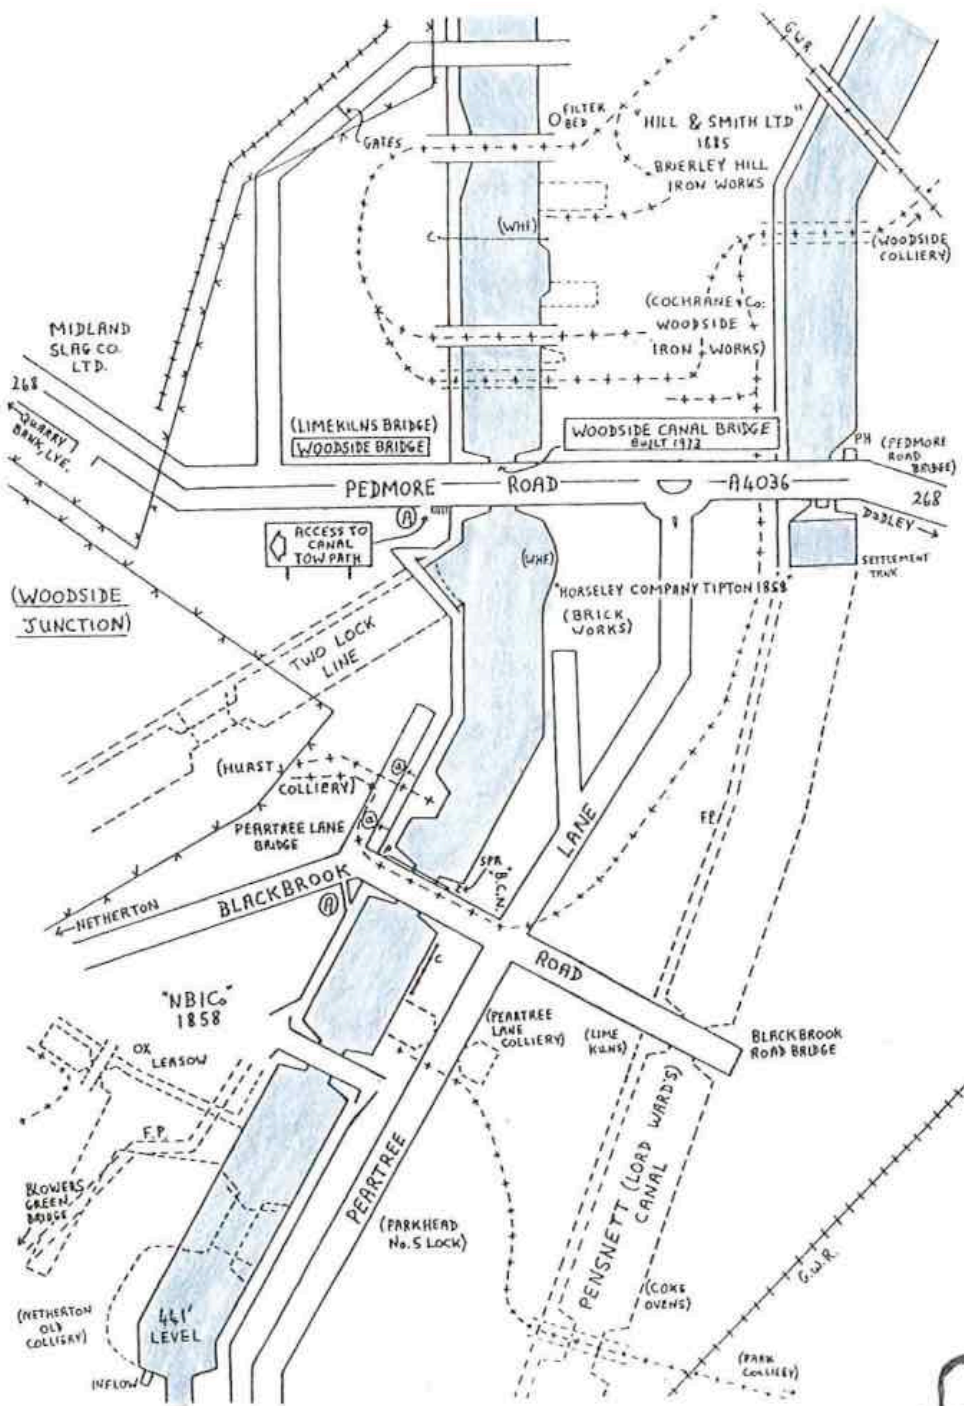 G.W.R.
FILTER
BED
"HILL & SMITH LTD"
1885
BRIERLEY HILL
IRON WORKS
GATES
(WHF)
C
(WOODSIDE
COLLIERY)
(COCHRANE & Co:
WOODSIDE
IRON WORKS)
MIDLAND
SLAG CO.
LTD.
268
QUARRY
BANK, LYE.
(LIMEKILNS BRIDGE)
WOODSIDE BRIDGE
WOODSIDE CANAL BRIDGE
BUILT 1973
PH
(PEDMORE
ROAD
BRIDGE)
PEDMORE ROAD A4036
268
DUDLEY
A
ACCESS TO
CANAL
TOW PATH
(WHF)
SETTLEMENT
TANK
"HORSELEY COMPANY TIPTON 1858
(BRICK
WORKS)
(WOODSIDE
JUNCTION)
TWO LOCK
LINE
(HURST
COLLIERY)
a
a
PEARTREE LANE
BRIDGE
P
SPR
"B.C.N."
LANE
F.P.
BLACKBROOK
NETHERTON
A
ROAD
C
"NBICo"
1858
(PEARTREE
LANE
COLLIERY)
(LIME
KILNS)
BLACKBROOK
ROAD BRIDGE
OX
LEASOW
F.P.
BLOWERS
GREEN
BRIDGE
PEARTREE
(PARKHEAD
No. 5 LOCK)
PENSNETT (LORD WARD'S)
CANAL
G.W.R.
(NETHERTON
OLD
COLLIERY)
441'
LEVEL
INFLOW
(COKE
OVENS)
(PARK
COLLIERY)